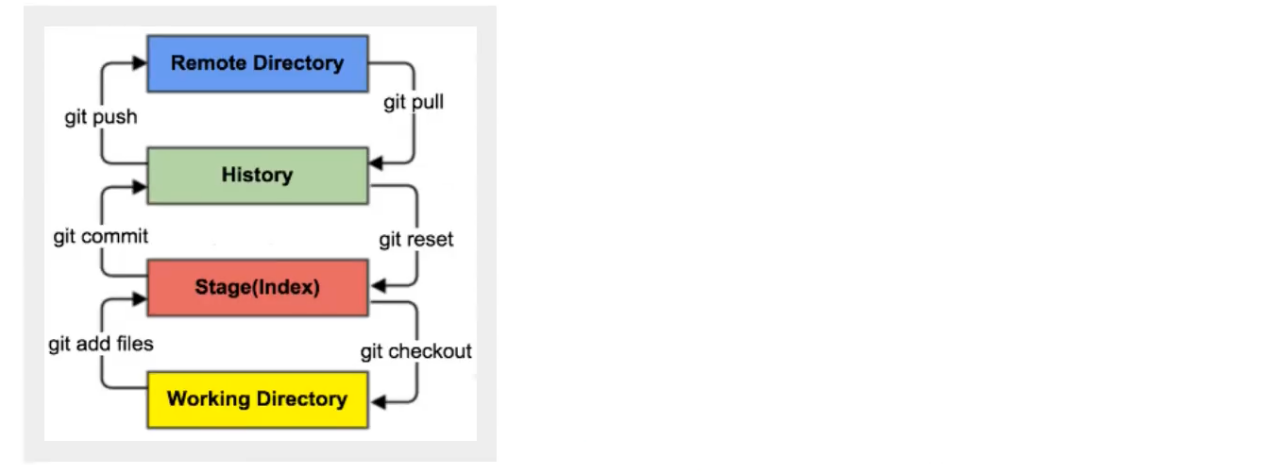 Remote Directory
git pull
git push
History
git commit
git reset
Stage(Index)
git add files
git checkout
Working Directory